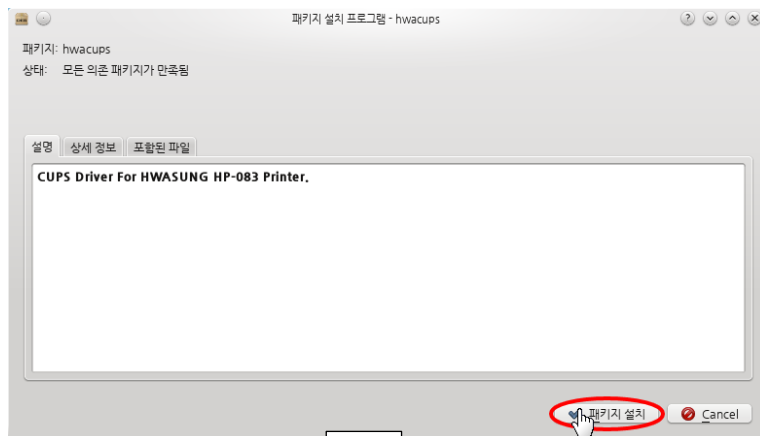 패키지 설치 프로그램 - hwacups
패키지: hwacups
상태: 모든 의존 패키지가 만족됨
설명 상세 정보 포함된 파일
CUPS Driver For HWASUNG HP-083 Printer.
패키지 설치 Cancel